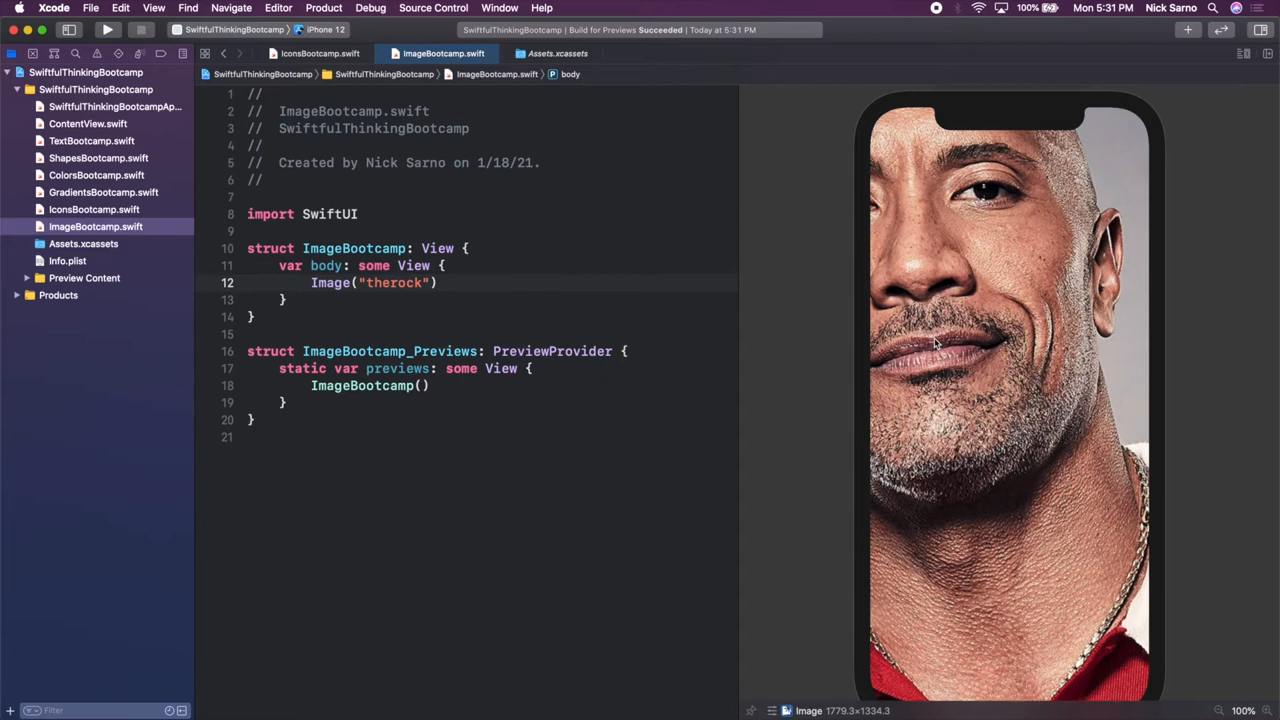 Xcode File Edit View Find Navigate Editor Product Debug Source Control Window Help 100% Mon 5:31 PM Nick Sarno
SwiftfulThinkingBootcamp 〉 iPhone 12 SwiftfulThinkingBootcamp | Build for Previews Succeeded | Today at 5:31 PM
IconsBootcamp.swift ImageBootcamp.swift Assets.xcassets
SwiftfulThinkingBootcamp 〉 SwiftfulThinkingBootcamp 〉 ImageBootcamp.swift 〉 P body
SwiftfulThinkingBootcamp
SwiftfulThinkingBootcamp
SwiftfulThinkingBootcampAp...
ContentView.swift
TextBootcamp.swift
ShapesBootcamp.swift
ColorsBootcamp.swift
GradientsBootcamp.swift
IconsBootcamp.swift
ImageBootcamp.swift
Assets.xcassets
Info.plist
Preview Content
Products
1 //
2 // ImageBootcamp.swift
3 // SwiftfulThinkingBootcamp
4 //
5 // Created by Nick Sarno on 1/18/21.
6 //
7
8 import SwiftUI
9
10 struct ImageBootcamp: View {
11 var body: some View {
12 Image("therock")
13 }
14 }
15
16 struct ImageBootcamp_Previews: PreviewProvider {
17 static var previews: some View {
18 ImageBootcamp()
19 }
20 }
21
Filter
Image 1779.3×1334.3 100%